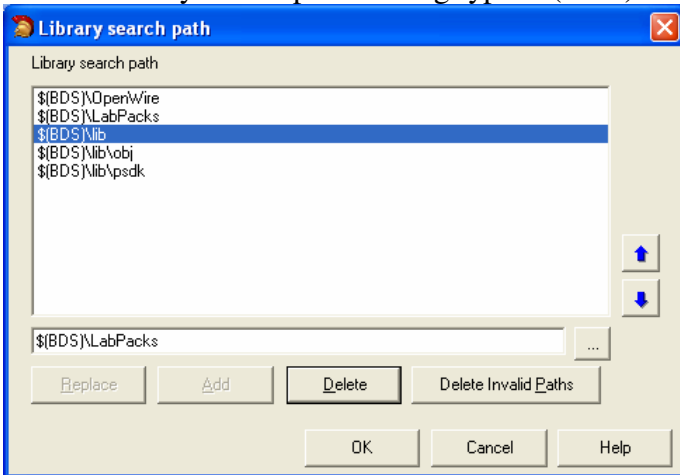 Library search path
Library search path
$(BDS)\OpenWire
$(BDS)\LabPacks
$(BDS)\lib
$(BDS)\lib\obj
$(BDS)\lib\psdk
$(BDS)\LabPacks
...
Replace Add Delete Delete Invalid Paths
OK Cancel Help